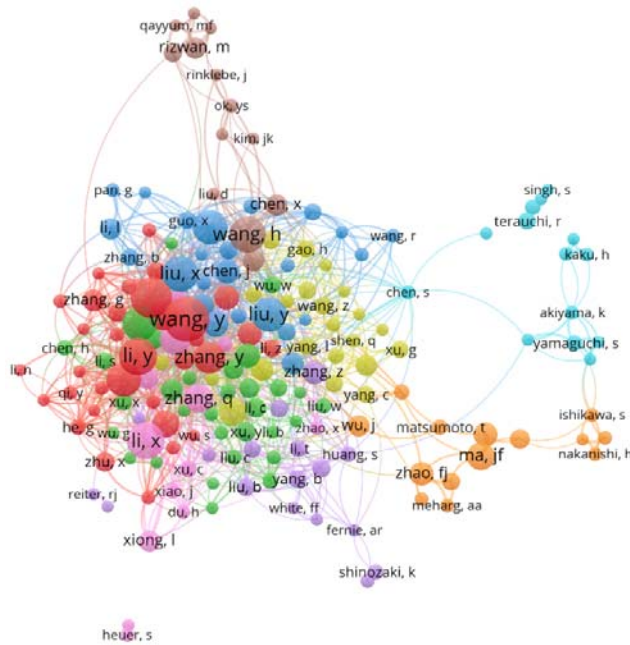 qayyum, mf
rizwan, m
rinklebe, j
ok, ys
kim, jk
singh, s
pan, g
liu, d
chen, x
terauchi, r
li, l
guo, x
wang, h
wang, r
zhang, b
gao, h
kaku, h
liu, x
chen, j
zhang, g
wu, w
chen, s
wang, z
akiyama, k
wang, y
liu, y
shen, q
yamaguchi, s
chen, h
li, y
li, s
zhang, y
li, z
yang, l
xu, g
li, n
zhang, z
qi, y
xu, x
zhang, q
yang, c
li, c
liu, w
ishikawa, s
he, g
wu, g
li, x
wu, s
xu, y
li, b
zhao, x
wu, j
matsumoto, t
nakanishi, h
zhu, x
xu, c
liu, c
li, t
huang, s
zhao, fj
ma, jf
reiter, rj
xiao, j
liu, b
yang, b
meharg, aa
du, h
white, ff
xiong, l
fernie, ar
shinozaki, k
heuer, s